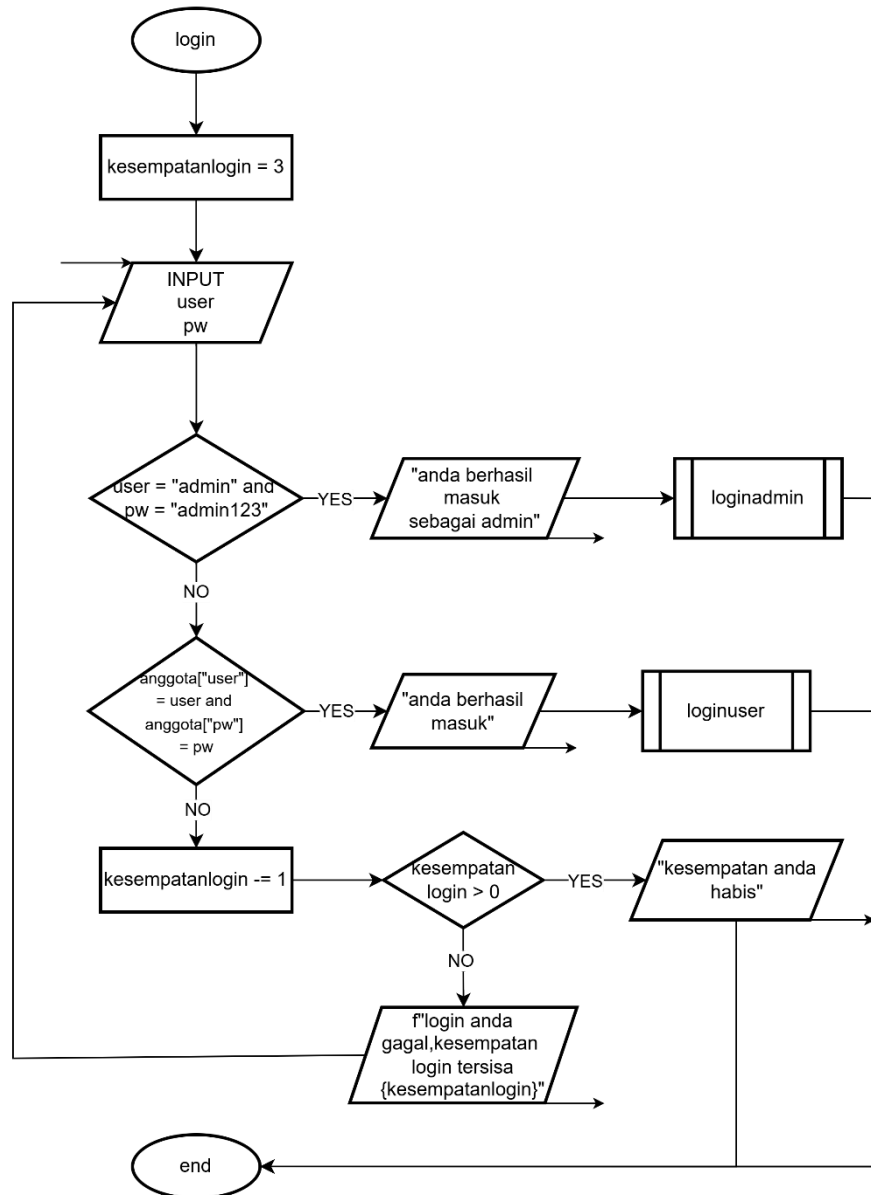 login
kesempatanlogin = 3
INPUT
user
pw
user = "admin" and
pw = "admin123"
YES
"anda berhasil
masuk
sebagai admin"
loginadmin
NO
anggota["user"]
= user and
anggota["pw"]
= pw
YES
"anda berhasil
masuk"
loginuser
NO
kesempatanlogin -= 1
kesempatan
login > 0
YES
"kesempatan anda
habis"
NO
f"login anda
gagal,kesempatan
login tersisa
{kesempatanlogin}"
end